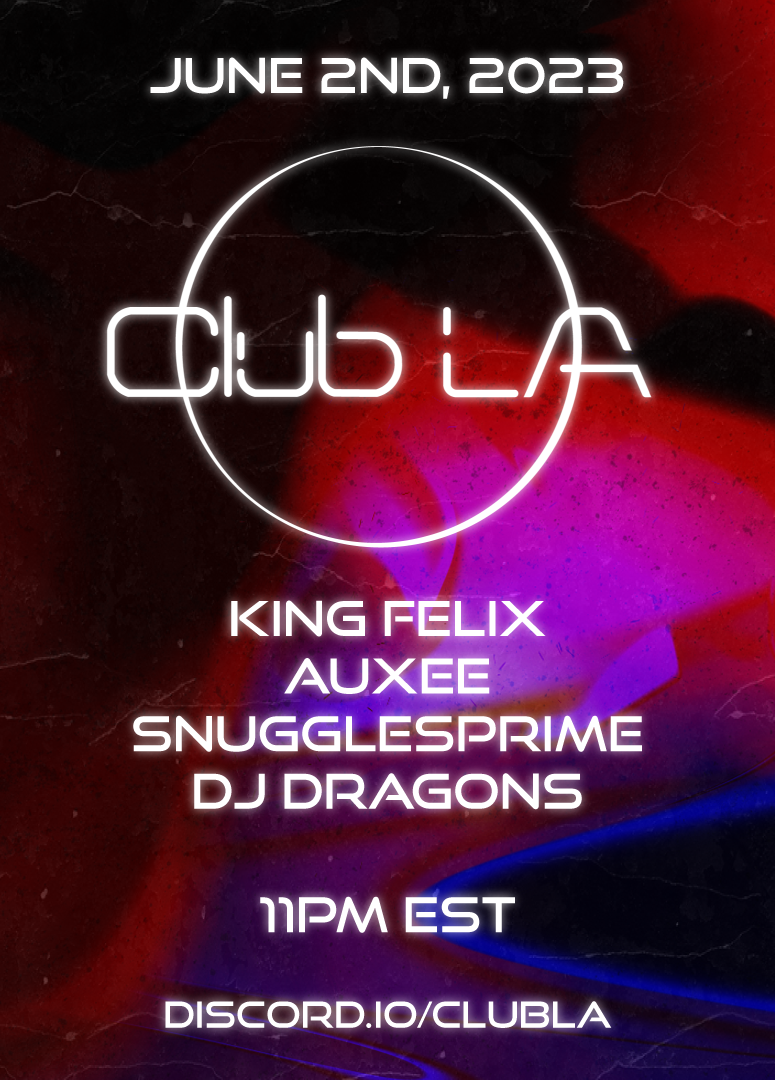 JUNE 2ND, 2023
Club LA
KING FELIX
AUXEE
SNUGGLESPRIME
DJ DRAGONS
11PM EST
DISCORD.IO/CLUBLA